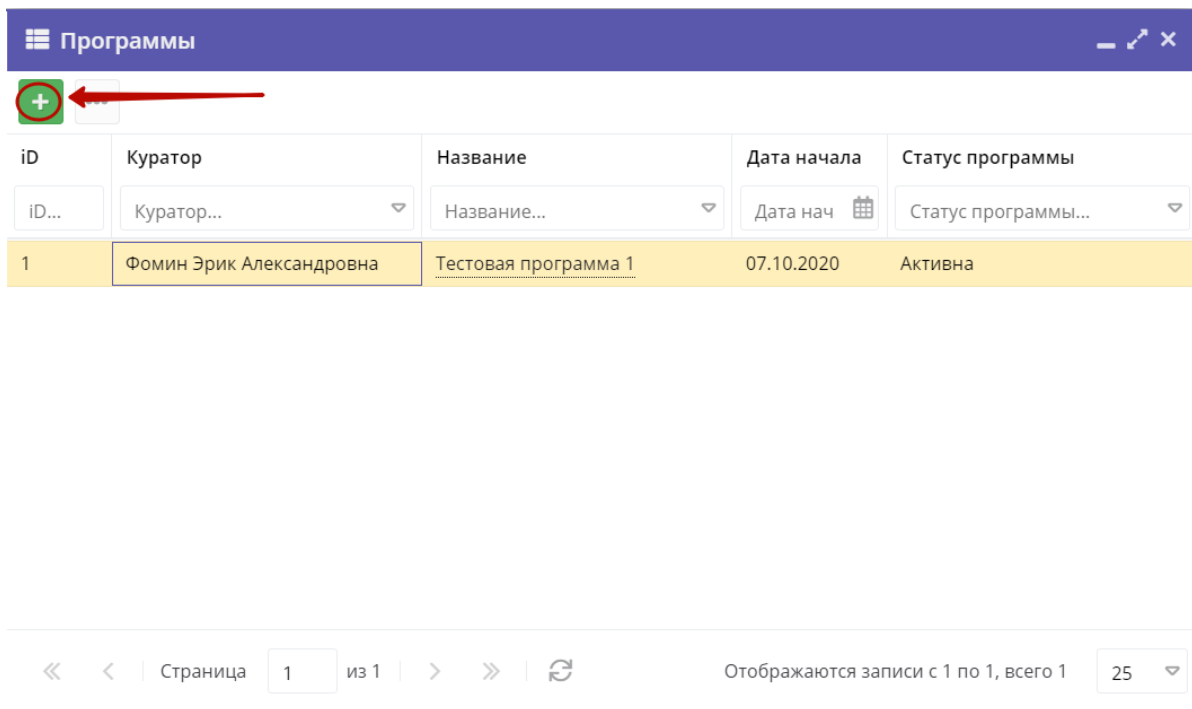 Программы
iD Куратор Название Дата начала Статус программы
iD... Куратор... Название... Дата нач Статус программы...
1 Фомин Эрик Александровна Тестовая программа 1 07.10.2020 Активна
Страница 1 из 1 Отображаются записи с 1 по 1, всего 1 25